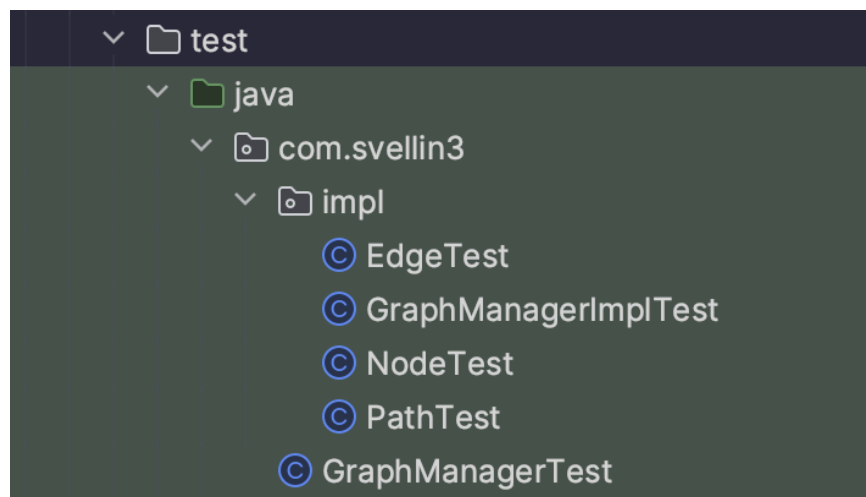 test
java
com.svellin3
impl
C EdgeTest
C GraphManagerImplTest
C NodeTest
C PathTest
C GraphManagerTest